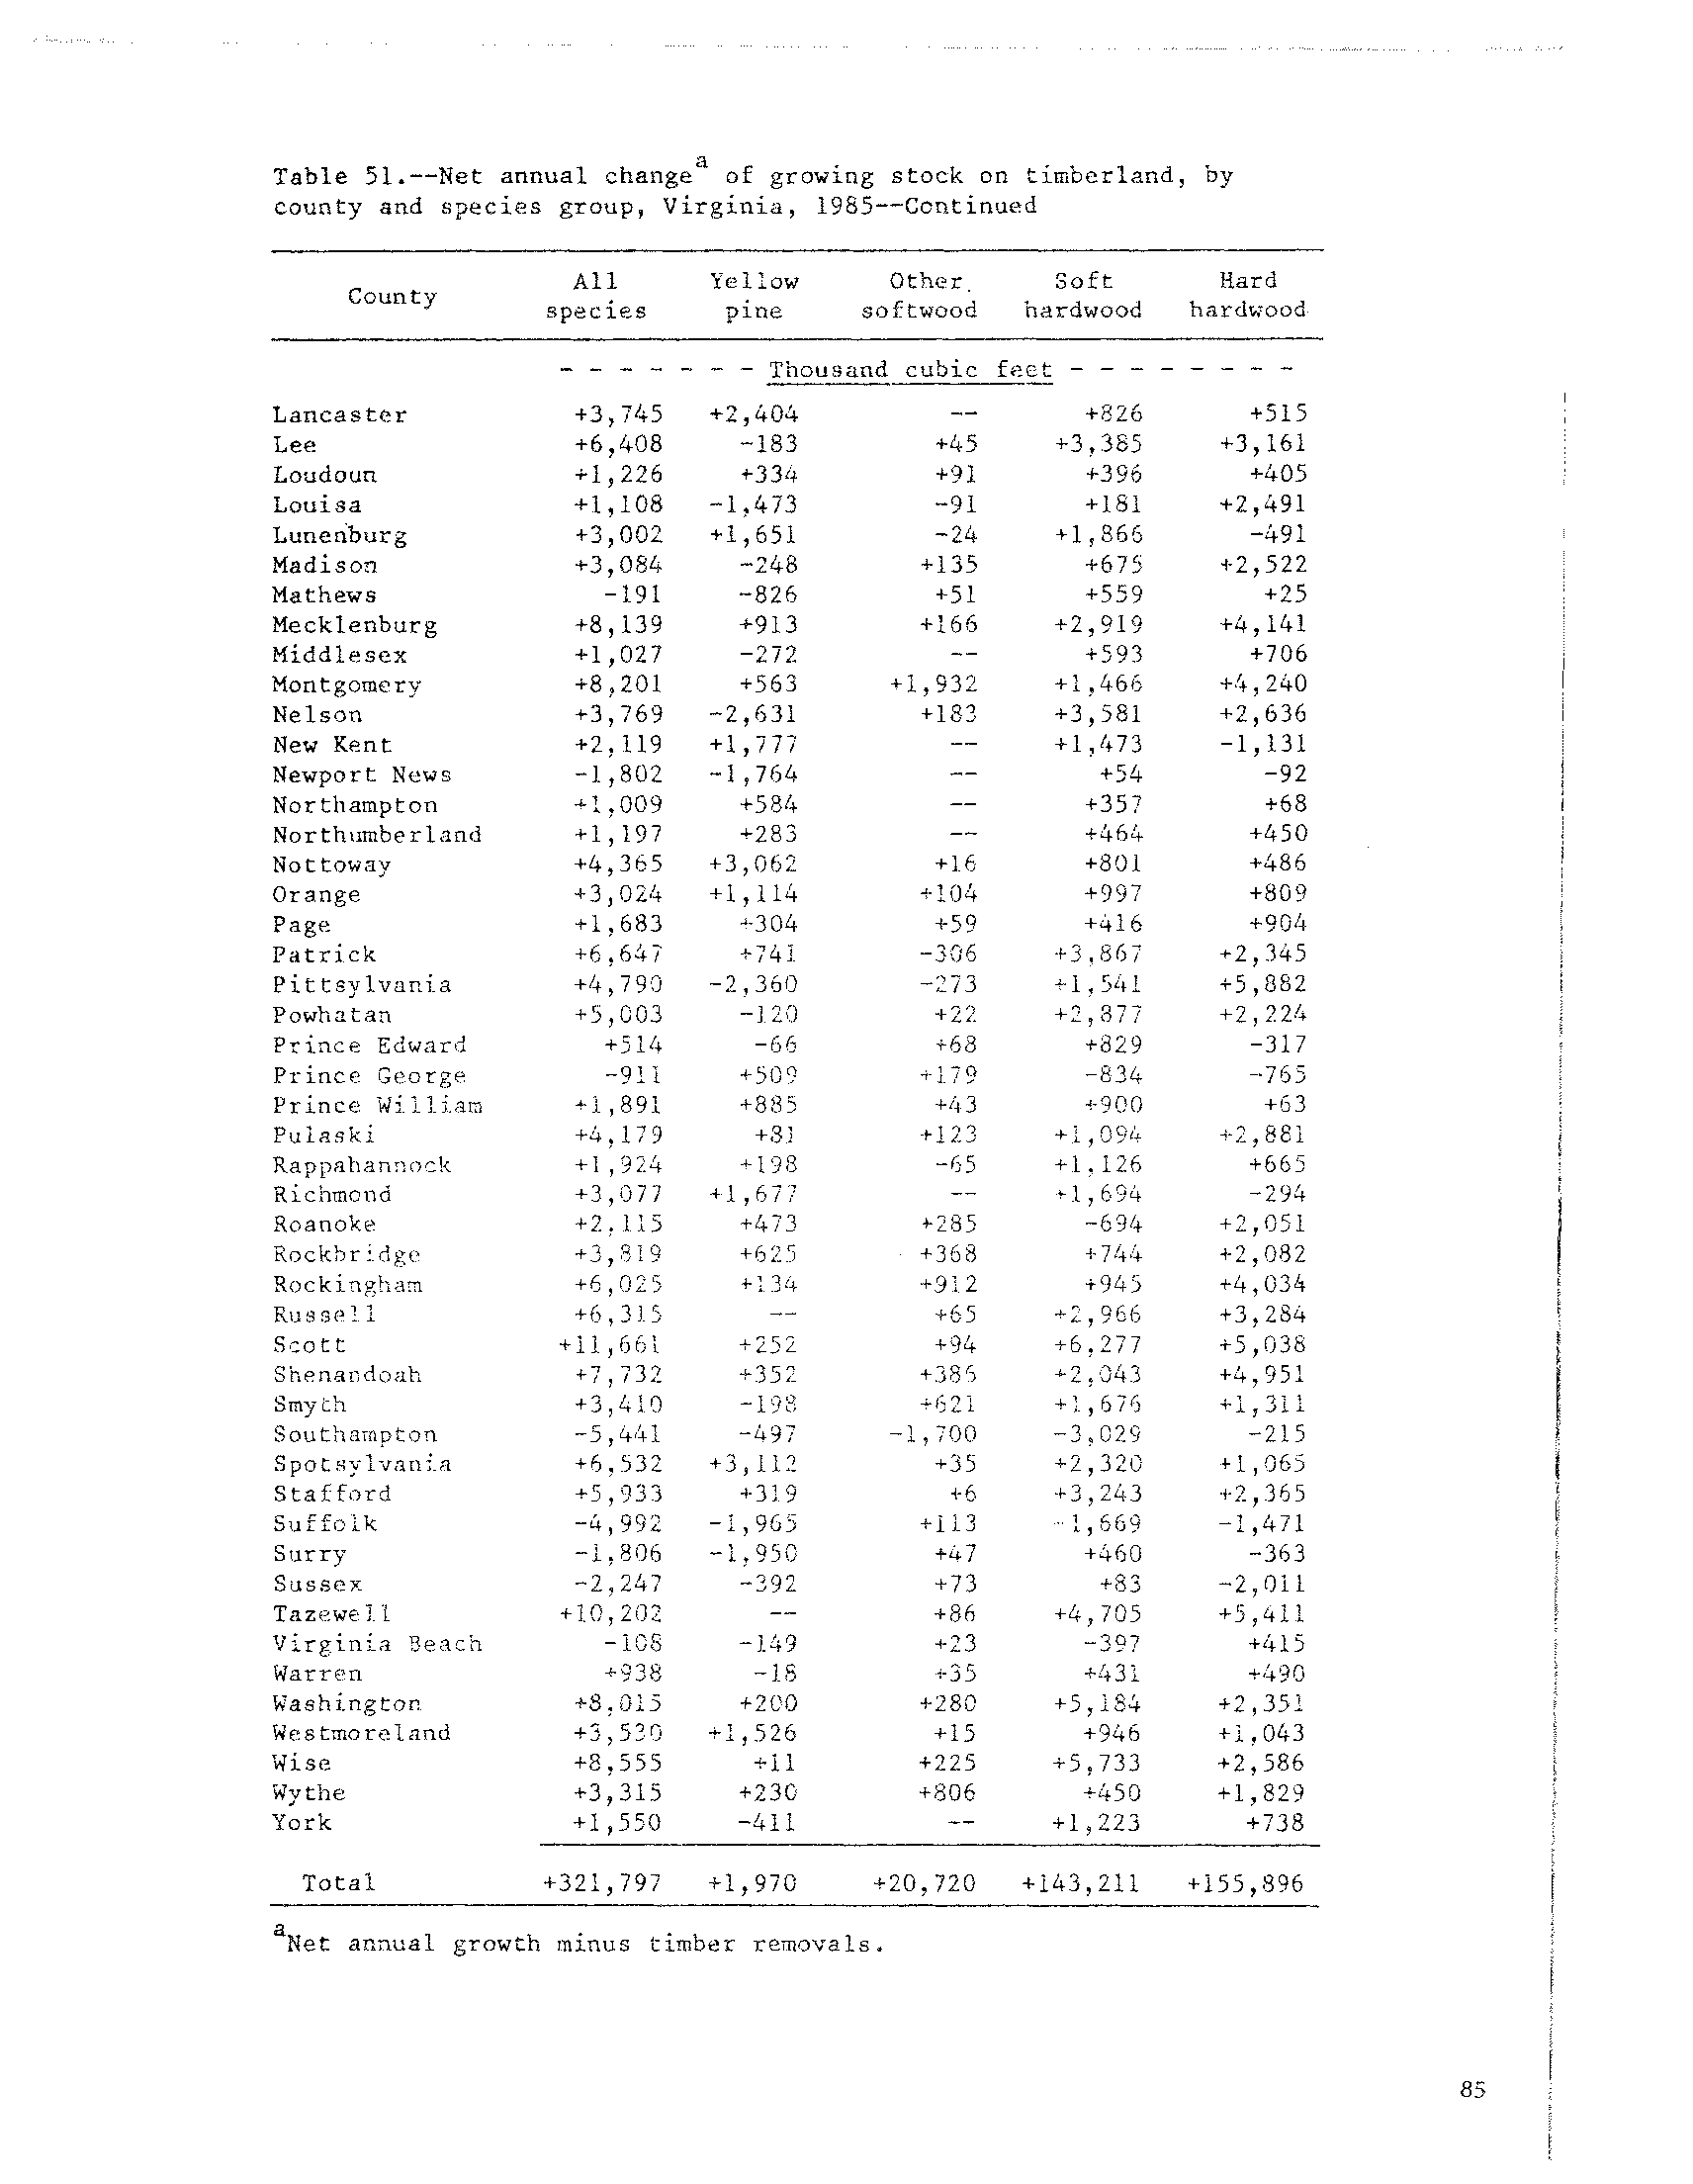 Table 51.--Net annual changeᵃ of growing stock on timberland, by
county and species group, Virginia, 1985--Continued
County All species Yellow pine Other softwood Soft hardwood Hard hardwood
- - - - - - - Thousand cubic feet - - - - - - - -
Lancaster +3,745 +2,404 -- +826 +515
Lee +6,408 -183 +45 +3,385 +3,161
Loudoun +1,226 +334 +91 +396 +405
Louisa +1,108 -1,473 -91 +181 +2,491
Lunenburg +3,002 +1,651 -24 +1,866 -491
Madison +3,084 -248 +135 +675 +2,522
Mathews -191 -826 +51 +559 +25
Mecklenburg +8,139 +913 +166 +2,919 +4,141
Middlesex +1,027 -272 -- +593 +706
Montgomery +8,201 +563 +1,932 +1,466 +4,240
Nelson +3,769 -2,631 +183 +3,581 +2,636
New Kent +2,119 +1,777 -- +1,473 -1,131
Newport News -1,802 -1,764 -- +54 -92
Northampton +1,009 +584 -- +357 +68
Northumberland +1,197 +283 -- +464 +450
Nottoway +4,365 +3,062 +16 +801 +486
Orange +3,024 +1,114 +104 +997 +809
Page +1,683 +304 +59 +416 +904
Patrick +6,647 +741 -306 +3,867 +2,345
Pittsylvania +4,790 -2,360 -273 +1,541 +5,882
Powhatan +5,003 -120 +22 +2,877 +2,224
Prince Edward +514 -66 +68 +829 -317
Prince George -911 +509 +179 -834 -765
Prince William +1,891 +885 +43 +900 +63
Pulaski +4,179 +81 +123 +1,094 +2,881
Rappahannock +1,924 +198 -65 +1,126 +665
Richmond +3,077 +1,677 -- +1,694 -294
Roanoke +2,115 +473 +285 -694 +2,051
Rockbridge +3,819 +625 +368 +744 +2,082
Rockingham +6,025 +134 +912 +945 +4,034
Russell +6,315 -- +65 +2,966 +3,284
Scott +11,661 +252 +94 +6,277 +5,038
Shenandoah +7,732 +352 +386 +2,043 +4,951
Smyth +3,410 -198 +621 +1,676 +1,311
Southampton -5,441 -497 -1,700 -3,029 -215
Spotsylvania +6,532 +3,112 +35 +2,320 +1,065
Stafford +5,933 +319 +6 +3,243 +2,365
Suffolk -4,992 -1,965 +113 -1,669 -1,471
Surry -1,806 -1,950 +47 +460 -363
Sussex -2,247 -392 +73 +83 -2,011
Tazewell +10,202 -- +86 +4,705 +5,411
Virginia Beach -108 -149 +23 -397 +415
Warren +938 -18 +35 +431 +490
Washington +8,015 +200 +280 +5,184 +2,351
Westmoreland +3,530 +1,526 +15 +946 +1,043
Wise +8,555 +11 +225 +5,733 +2,586
Wythe +3,315 +230 +806 +450 +1,829
York +1,550 -411 -- +1,223 +738
Total +321,797 +1,970 +20,720 +143,211 +155,896
ᵃNet annual growth minus timber removals.
85